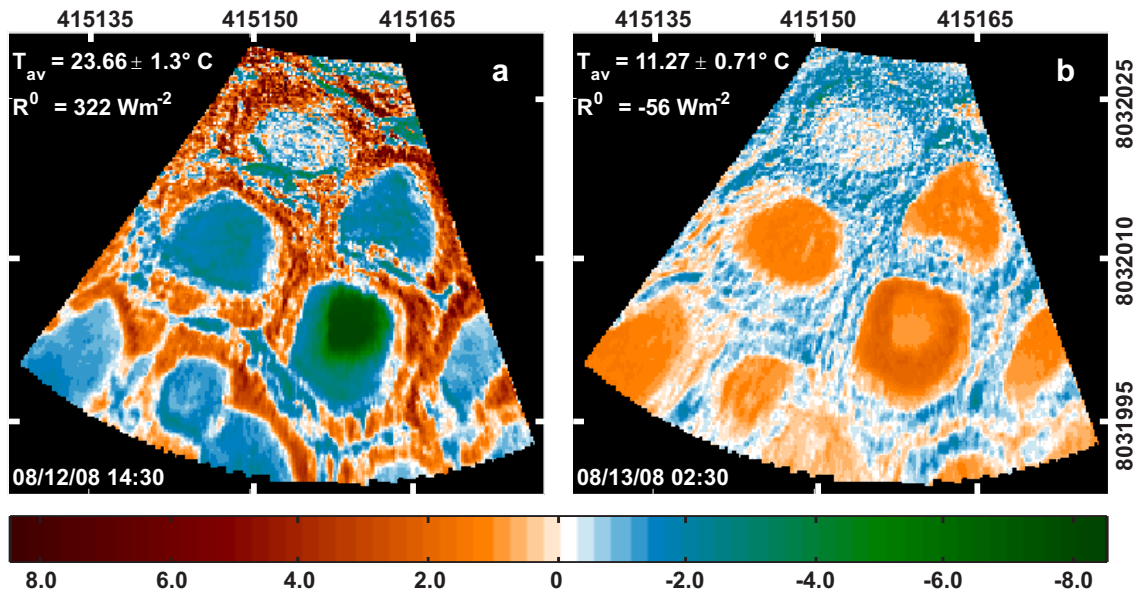 415135 415150 415165 415135 415150 415165
T_av = 23.66 ± 1.3° C a
R^0 = 322 Wm^-2
08/12/08 14:30
T_av = 11.27 ± 0.71° C b
R^0 = -56 Wm^-2
08/13/08 02:30
8032025
8032010
8031995
8.0 6.0 4.0 2.0 0 -2.0 -4.0 -6.0 -8.0